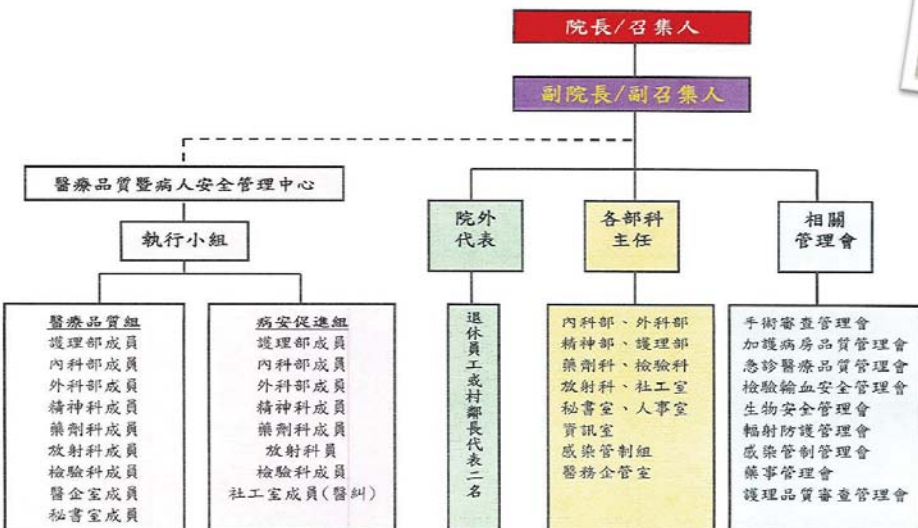 院長/召集人
副院長/副召集人
醫療品質暨病人安全管理中心
執行小組
院外
代表
各部科
主任
相關
管理會
醫療品質組
護理部成員
內科部成員
外科部成員
精神科成員
藥劑科成員
放射科成員
檢驗科成員
醫企室成員
秘書室成員
病安促進組
護理部成員
內科部成員
外科部成員
精神科成員
藥劑科成員
放射科員
檢驗科成員
社工室成員(醫糾)
退休員工或村鄰長代表二名
內科部、外科部
精神部、護理部
藥劑科、檢驗科
放射科、社工室
秘書室、人事室
資訊室
感染管制組
醫務企管室
手術審查管理會
加護病房品質管理會
急診醫療品質管理會
檢驗輸血安全管理會
生物安全管理會
輻射防護管理會
感染管制管理會
藥事管理會
護理品質審查管理會